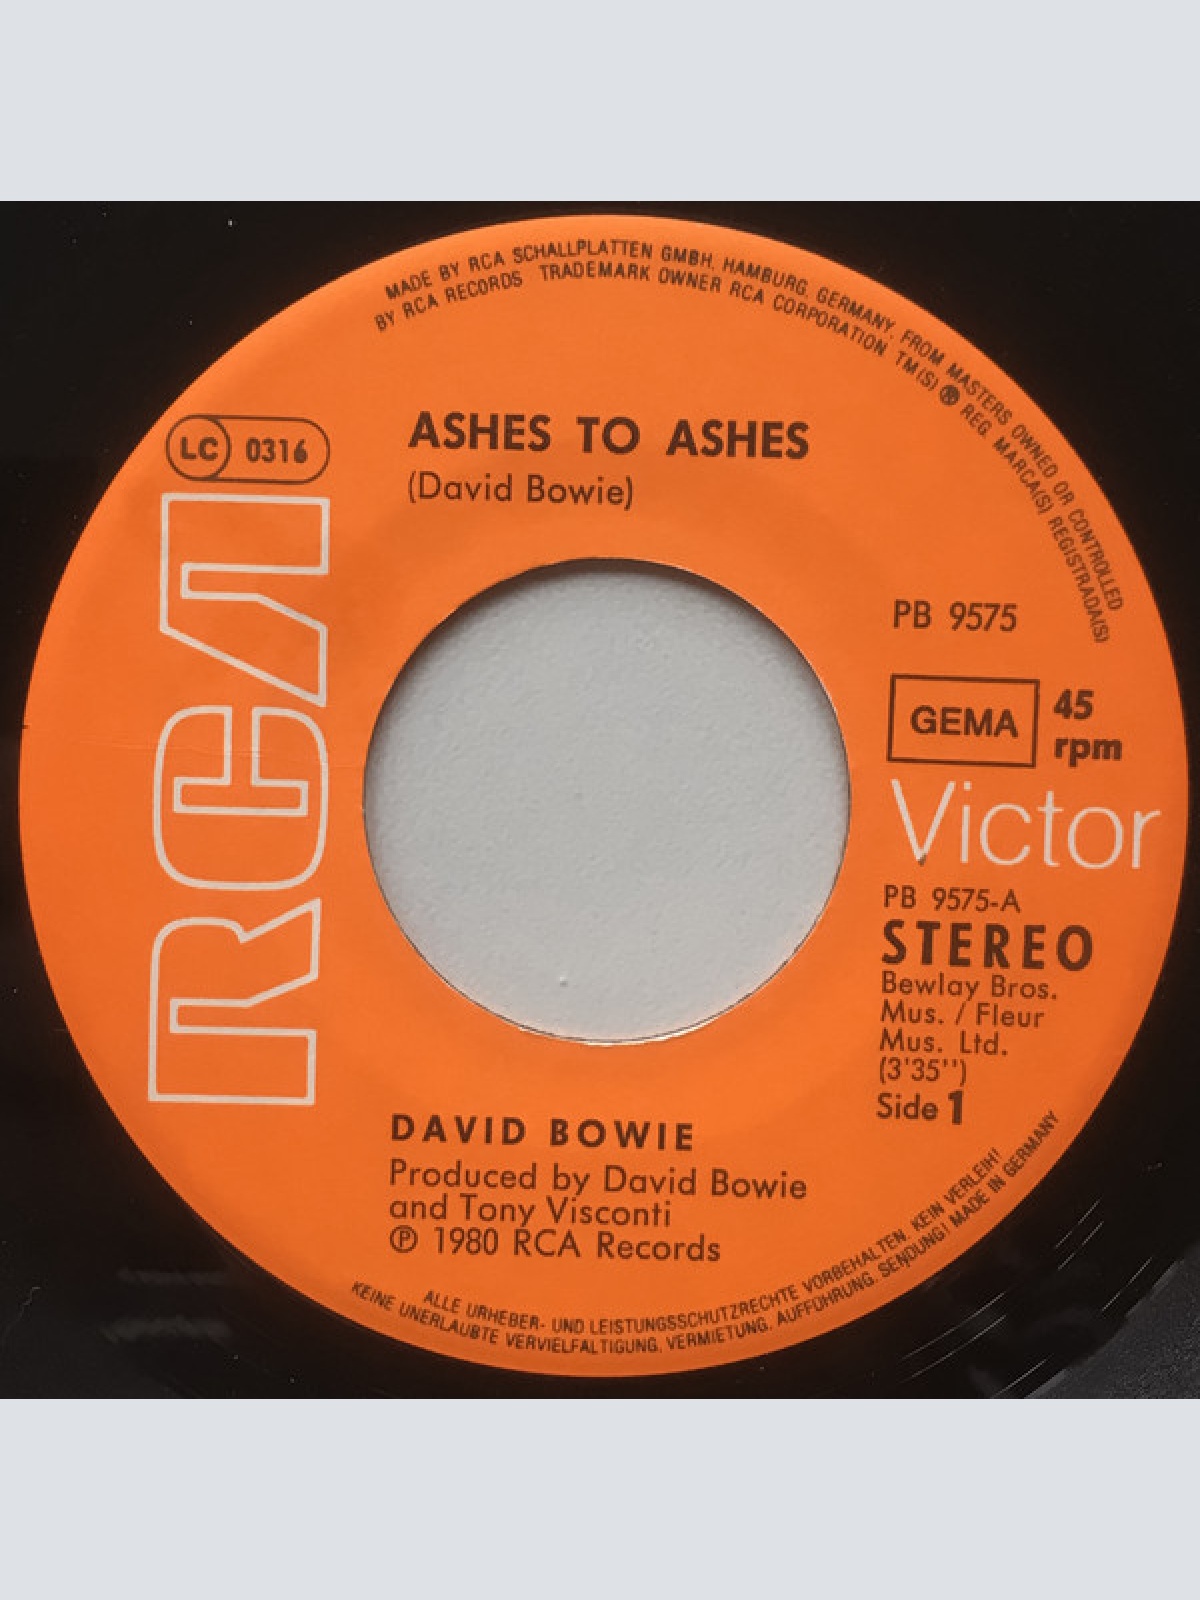 MADE BY RCA SCHALLPLATTEN GMBH, HAMBURG, GERMANY, FROM MASTERS OWNED OR CONTROLLED
BY RCA RECORDS TRADEMARK OWNER RCA CORPORATION TM(S) ® REG. MARCA(S) REGISTRADA(S)
LC 0316
ASHES TO ASHES
(David Bowie)
RCA
PB 9575
GEMA
45
rpm
Victor
PB 9575-A
STEREO
Bewlay Bros.
Mus. / Fleur
Mus. Ltd.
(3'35'')
Side 1
DAVID BOWIE
Produced by David Bowie
and Tony Visconti
℗ 1980 RCA Records
ALLE URHEBER- UND LEISTUNGSSCHUTZRECHTE VORBEHALTEN. KEIN VERLEIH!
KEINE UNERLAUBTE VERVIELFÄLTIGUNG, VERMIETUNG, AUFFÜHRUNG, SENDUNG! MADE IN GERMANY